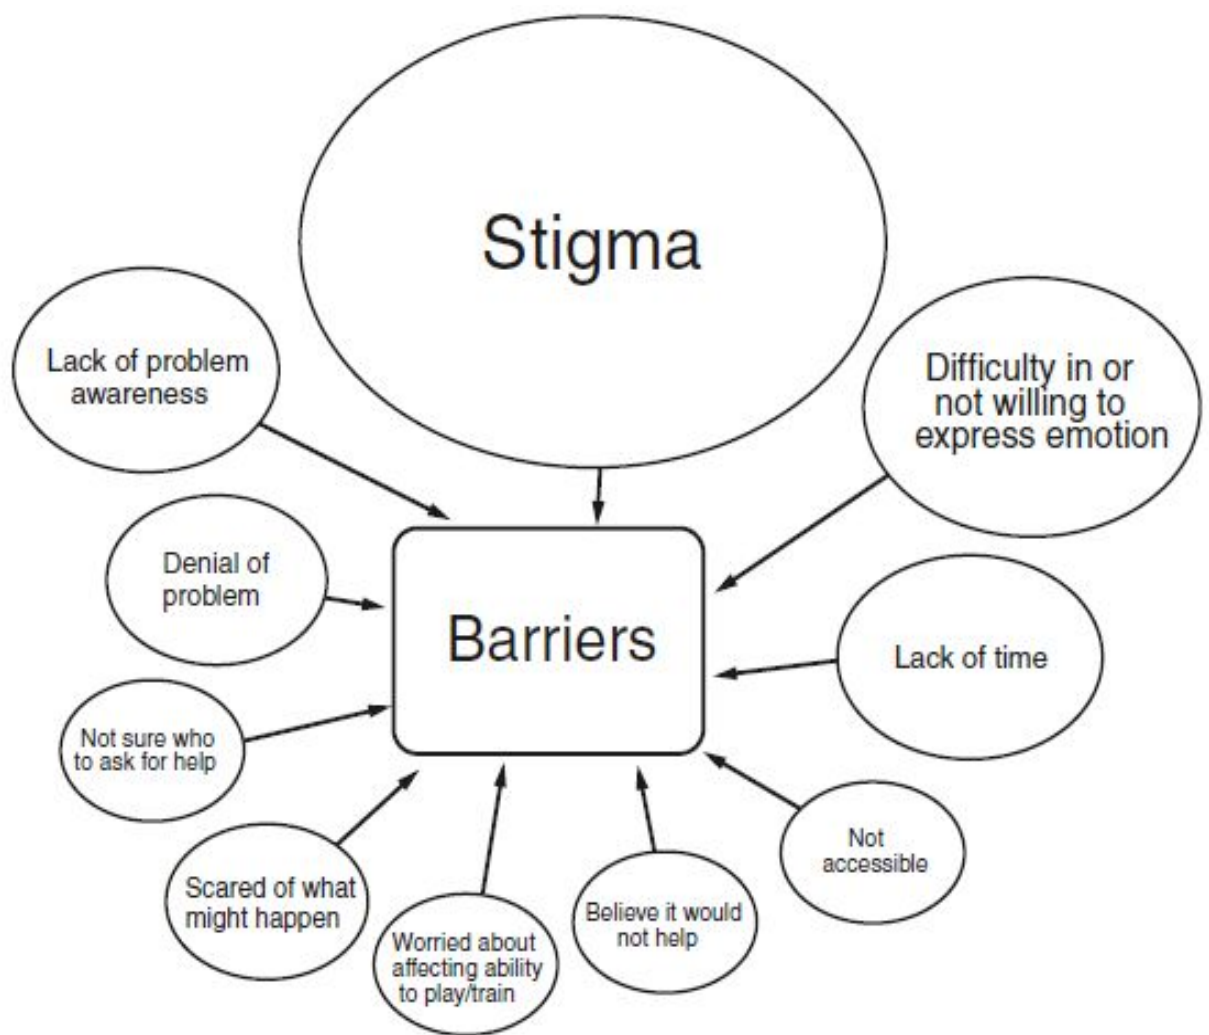 Stigma
Lack of problem
awareness
Difficulty in or
not willing to
express emotion
Denial of
problem
Barriers
Lack of time
Not sure who
to ask for help
Not
accessible
Scared of what
might happen
Believe it would
not help
Worried about
affecting ability
to play/train